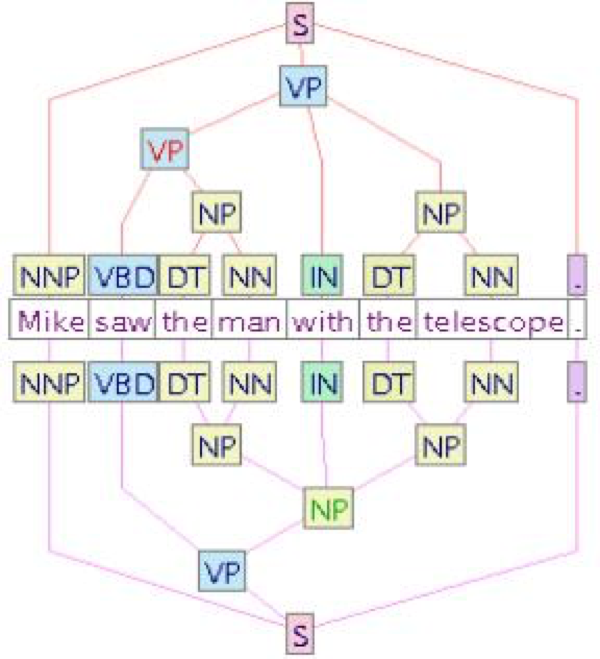 S
VP
VP
NP NP
NNP VBD DT NN IN DT NN .
Mike saw the man with the telescope .
NNP VBD DT NN IN DT NN .
NP NP
NP
VP
S